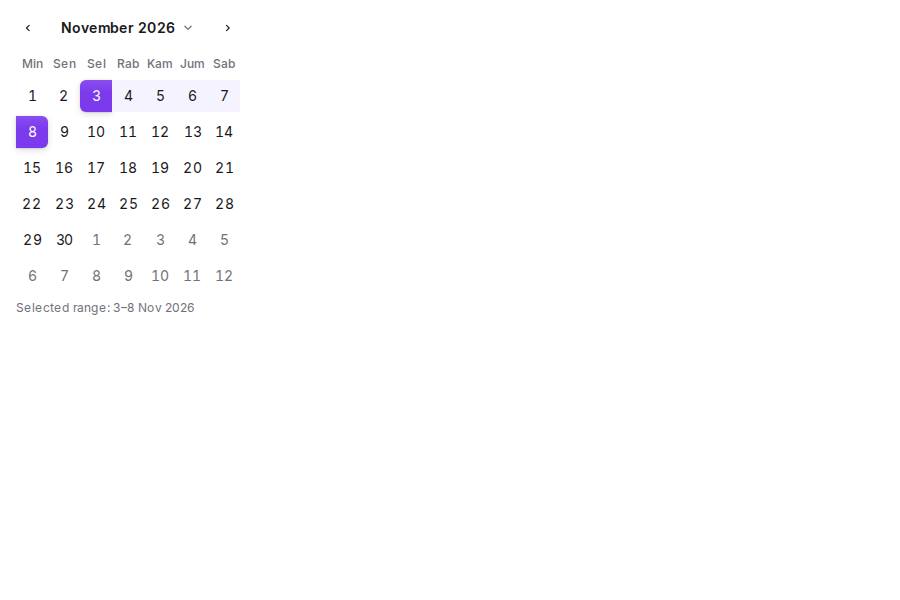 November 2026
Min Sen Sel Rab Kam Jum Sab
1 2 3 4 5 6 7
8 9 10 11 12 13 14
15 16 17 18 19 20 21
22 23 24 25 26 27 28
29 30 1 2 3 4 5
6 7 8 9 10 11 12
Selected range: 3–8 Nov 2026